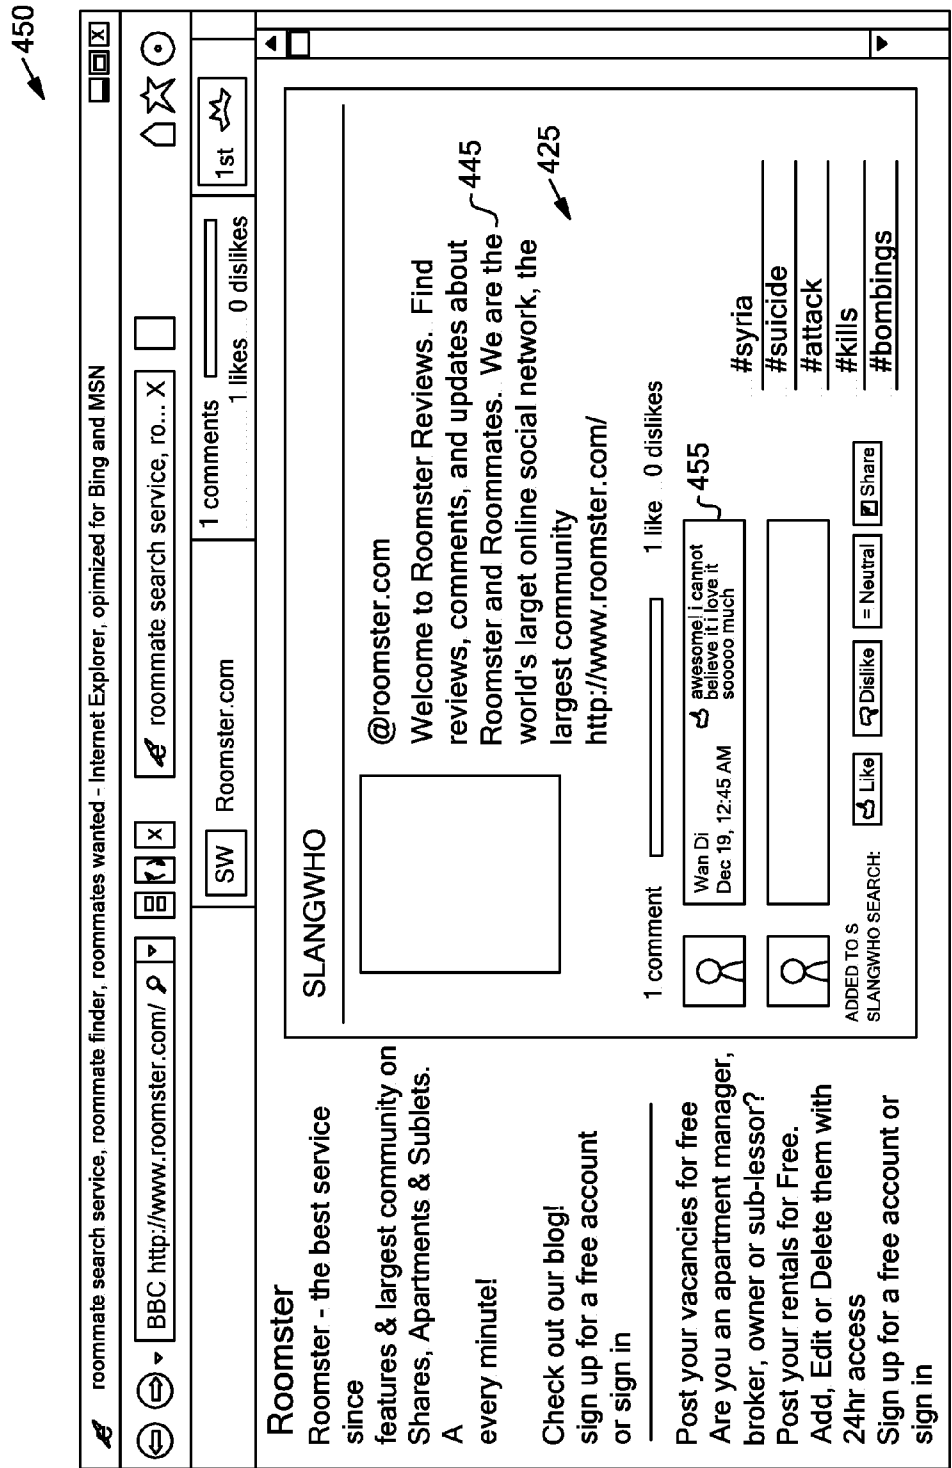 450
roommate search service, roommate finder, roommates wanted - Internet Explorer, opimized for Bing and MSN
X
BBC http://www.roomster.com/
X
roommate search service, ro... X
SW
Roomster.com
1 comments
1 likes 0 dislikes
1st
Roomster
Roomster - the best service
since
features & largest community on
Shares, Apartments & Sublets.
A
every minute!
Check out our blog!
sign up for a free account
or sign in
Post your vacancies for free
Are you an apartment manager,
broker, owner or sub-lessor?
Post your rentals for Free.
Add, Edit or Delete them with
24hr access
Sign up for a free account or
sign in
SLANGWHO
@roomster.com
Welcome to Roomster Reviews. Find
reviews, comments, and updates about
Roomster and Roommates. We are the
world's larget online social network, the
largest community
http://www.roomster.com/
445
425
1 comment
1 like 0 dislikes
Wan Di
Dec 19, 12:45 AM
awesome! i cannot
believe it i love it
sooooo much
455
ADDED TO S
SLANGWHO SEARCH:
Like
Dislike
= Neutral
Share
#syria
#suicide
#attack
#kills
#bombings